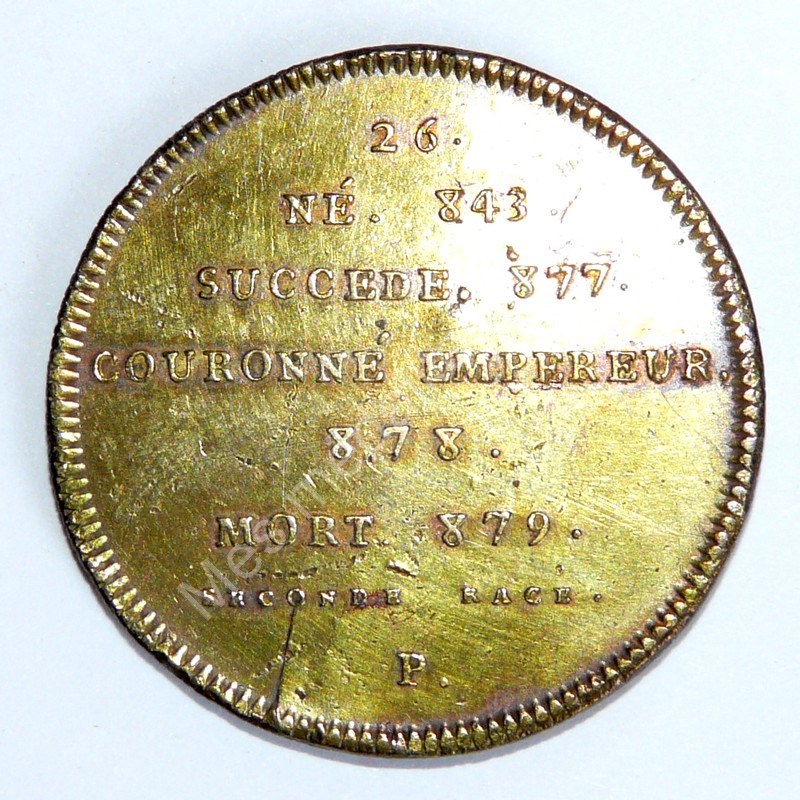 26.
NÉ. 843.
SUCCEDE. 877.
COURONNÉ EMPEREUR.
878.
MORT. 879.
SECONDE RACE.
P.